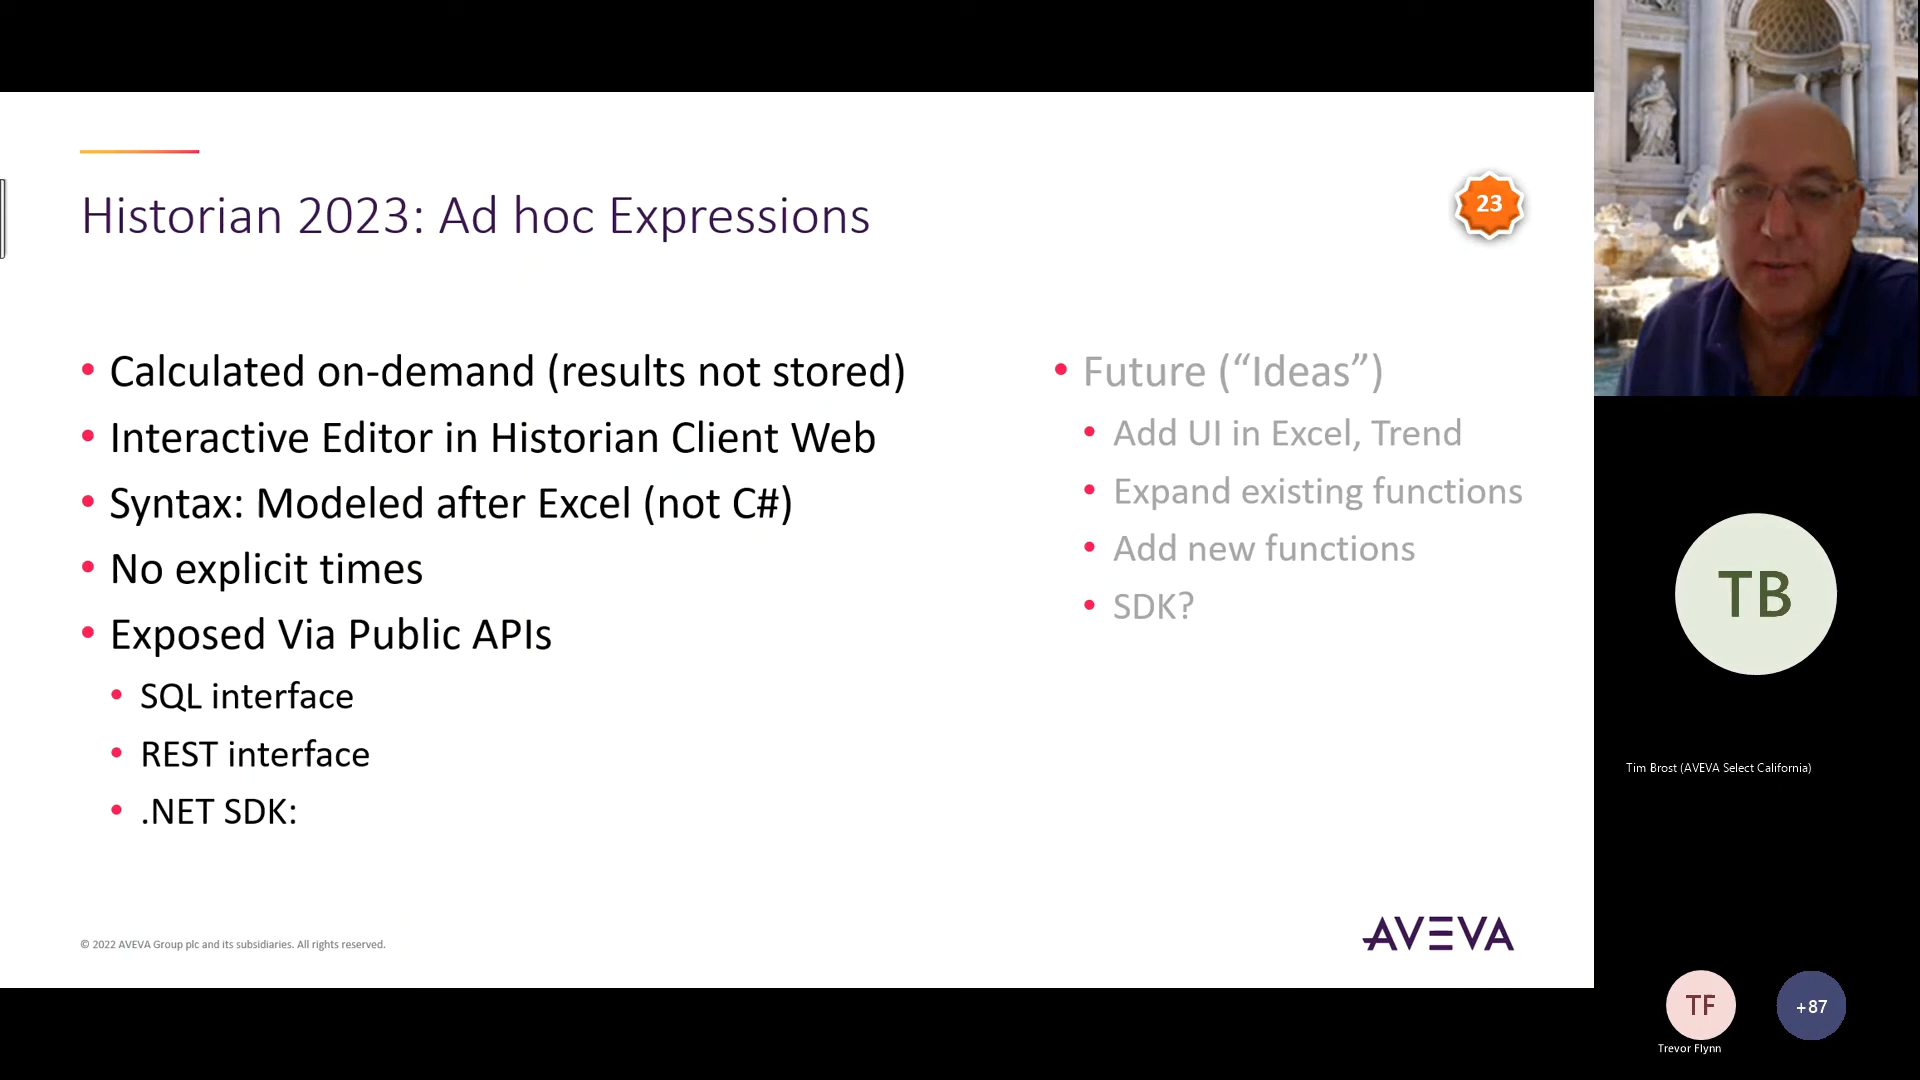 Historian 2023: Ad hoc Expressions
23
• Calculated on-demand (results not stored)
• Interactive Editor in Historian Client Web
• Syntax: Modeled after Excel (not C#)
• No explicit times
• Exposed Via Public APIs
• SQL interface
• REST interface
• .NET SDK:
• Future (“Ideas”)
• Add UI in Excel, Trend
• Expand existing functions
• Add new functions
• SDK?
© 2022 AVEVA Group plc and its subsidiaries. All rights reserved.
AVEVA
TB
Tim Brost (AVEVA Select California)
TF
Trevor Flynn
+87